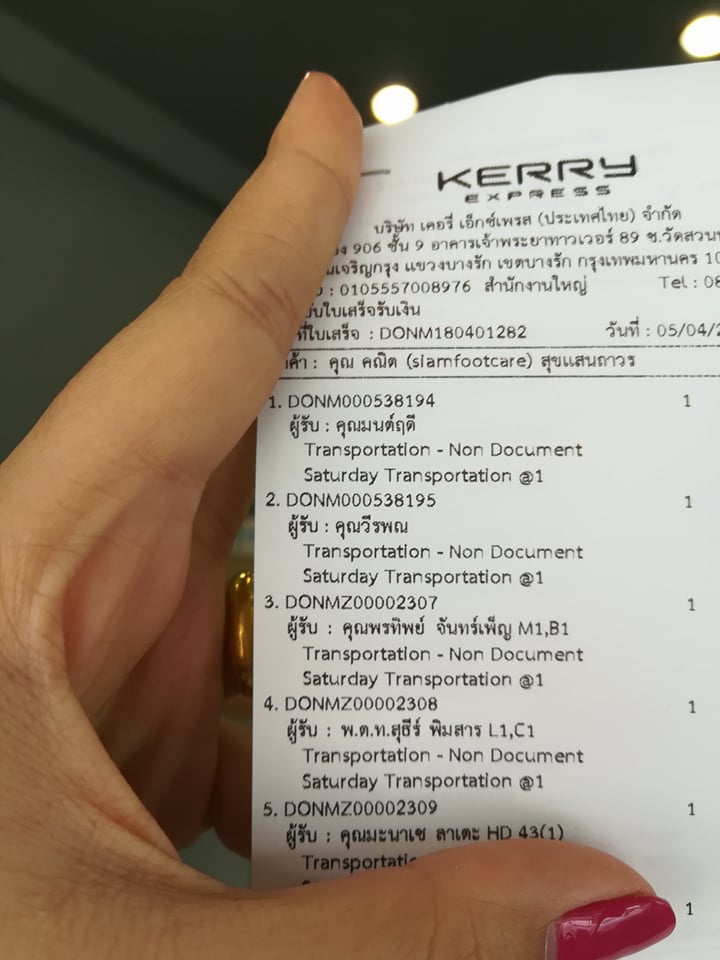 KERRY
EXPRESS
บริษัท เคอรี่ เอ็กซ์เพรส (ประเทศไทย) จำกัด
906 ชั้น 9 อาคารเจ้าพระยาทาวเวอร์ 89 ซ.วัดสวน
แขวงบางรัก เขตบางรัก กรุงเทพมหานคร 10
: 0105557008976 สำนักงานใหญ่ Tel : 08
ใบเสร็จรับเงิน
ที่ใบเสร็จ : DONM180401282 วันที่ : 05/04/2
: คุณ คณิต (siamfootcare) สุขแสนถาวร
1. DONM000538194 1
ผู้รับ : คุณมนต์ฤดี
Transportation - Non Document
Saturday Transportation @1
2. DONM000538195 1
ผู้รับ : คุณวีรพณ
Transportation - Non Document
Saturday Transportation @1
3. DONMZ00002307 1
ผู้รับ : คุณพรทิพย์ จันทร์เพ็ญ M1,B1
Transportation - Non Document
Saturday Transportation @1
4. DONMZ00002308 1
ผู้รับ : พ.ต.ท.สุธีร์ พิมสาร L1,C1
Transportation - Non Document
Saturday Transportation @1
5. DONMZ00002309 1
ผู้รับ : คุณมะนาเซ ลาเตะ HD 43(1)
Transportatic
1